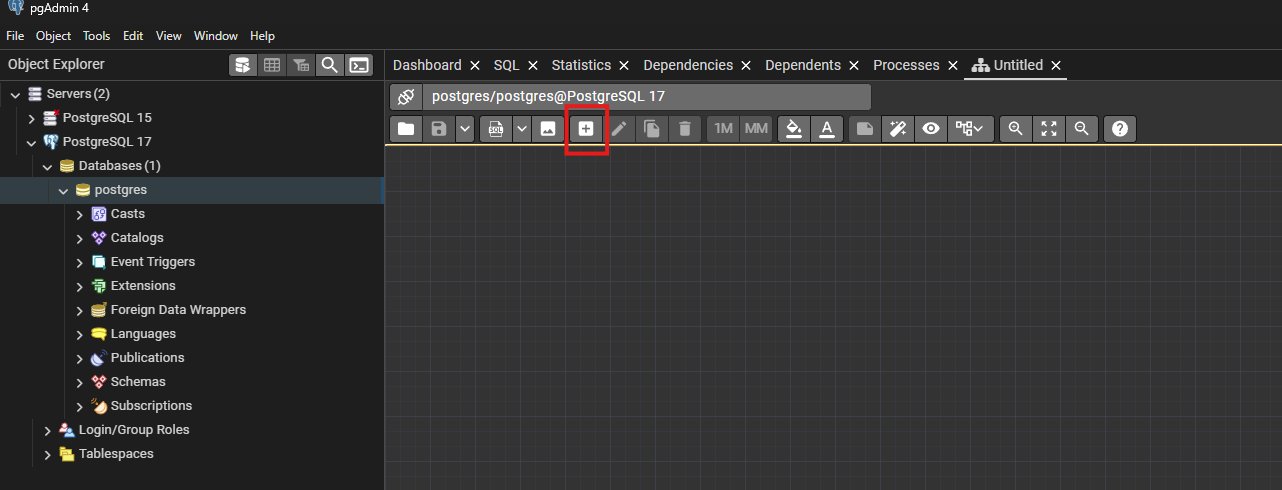 pgAdmin 4
File Object Tools Edit View Window Help
Object Explorer
Dashboard SQL Statistics Dependencies Dependents Processes Untitled
postgres/postgres@PostgreSQL 17
SQL 1M MM A
Servers (2)
PostgreSQL 15
PostgreSQL 17
Databases (1)
postgres
Casts
Catalogs
Event Triggers
Extensions
Foreign Data Wrappers
Languages
Publications
Schemas
Subscriptions
Login/Group Roles
Tablespaces